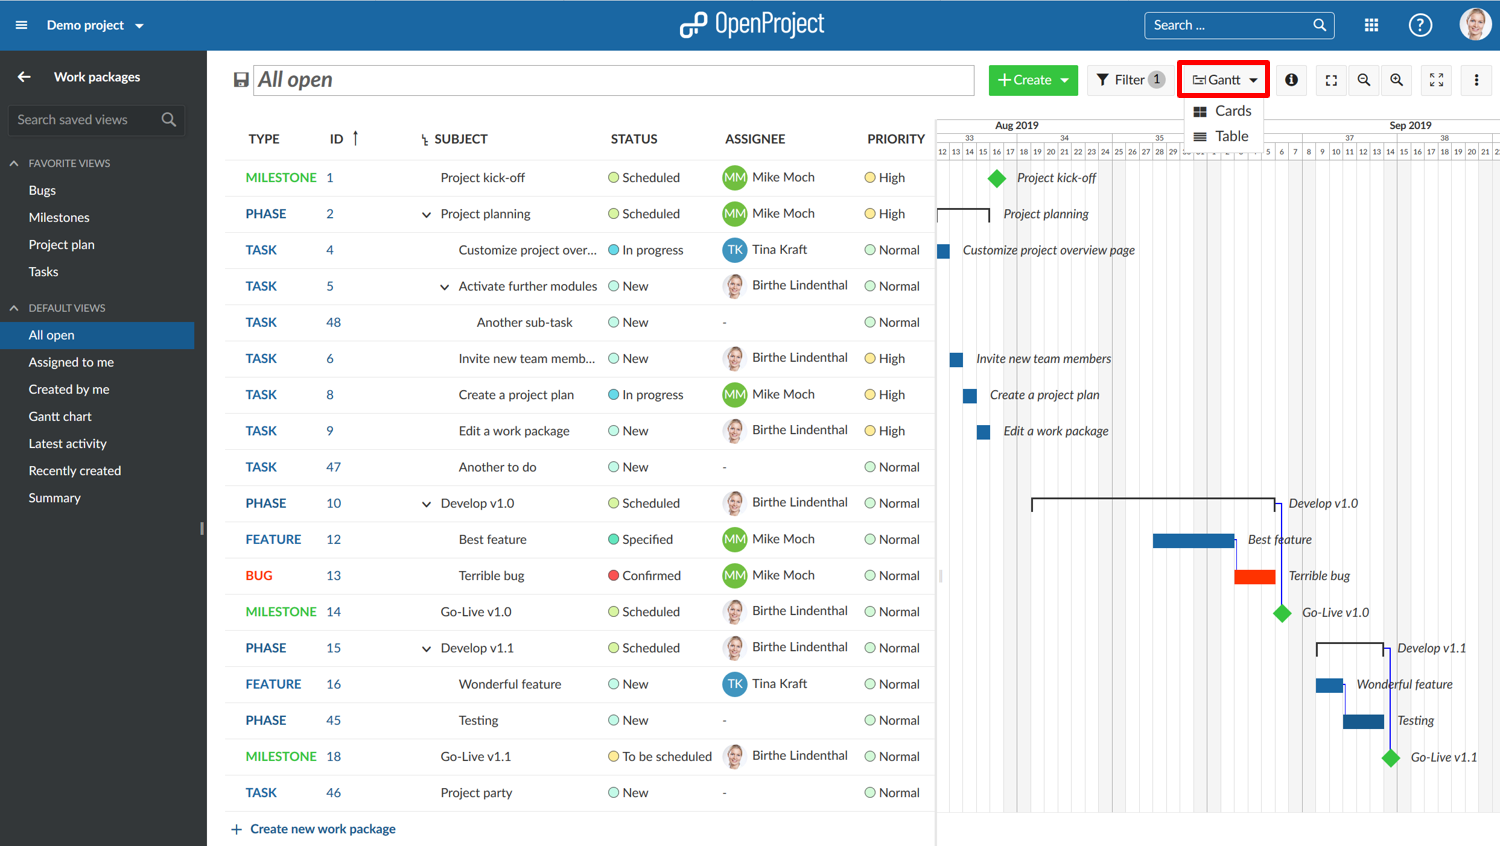 Demo project
OpenProject
Search ...
?
Work packages
Search saved views
FAVORITE VIEWS
Bugs
Milestones
Project plan
Tasks
DEFAULT VIEWS
All open
Assigned to me
Created by me
Gantt chart
Latest activity
Recently created
Summary
All open
+ Create
Filter 1
Gantt
Cards
Table
TYPE ID SUBJECT STATUS ASSIGNEE PRIORITY
MILESTONE 1 Project kick-off Scheduled MM Mike Moch High
PHASE 2 Project planning Scheduled MM Mike Moch High
TASK 4 Customize project over... In progress TK Tina Kraft Normal
TASK 5 Activate further modules New Birthe Lindenthal Normal
TASK 48 Another sub-task New - Normal
TASK 6 Invite new team memb... New Birthe Lindenthal High
TASK 8 Create a project plan In progress MM Mike Moch High
TASK 9 Edit a work package New Birthe Lindenthal High
TASK 47 Another to do New - Normal
PHASE 10 Develop v1.0 Scheduled Birthe Lindenthal Normal
FEATURE 12 Best feature Specified MM Mike Moch Normal
BUG 13 Terrible bug Confirmed MM Mike Moch Normal
MILESTONE 14 Go-Live v1.0 Scheduled Birthe Lindenthal Normal
PHASE 15 Develop v1.1 Scheduled Birthe Lindenthal Normal
FEATURE 16 Wonderful feature New TK Tina Kraft Normal
PHASE 45 Testing New - Normal
MILESTONE 18 Go-Live v1.1 To be scheduled Birthe Lindenthal Normal
TASK 46 Project party New - Normal
+ Create new work package
Aug 2019 Sep 2019
33 34 35 37 38
12 13 14 15 16 17 18 19 20 21 22 23 24 25 26 27 28 29 30 31 1 2 3 4 5 6 7 8 9 10 11 12 13 14 15 16 17 18 19 20 21 2
Project kick-off
Project planning
Customize project overview page
Invite new team members
Create a project plan
Edit a work package
Develop v1.0
Best feature
Terrible bug
Go-Live v1.0
Develop v1.1
Wonderful feature
Testing
Go-Live v1.1